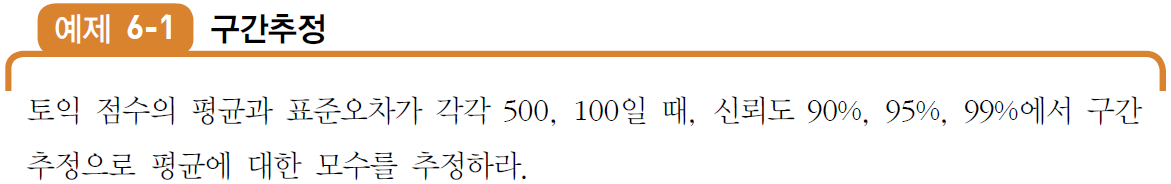 예제 6-1 구간추정
토익 점수의 평균과 표준오차가 각각 500, 100일 때, 신뢰도 90%, 95%, 99%에서 구간
추정으로 평균에 대한 모수를 추정하라.